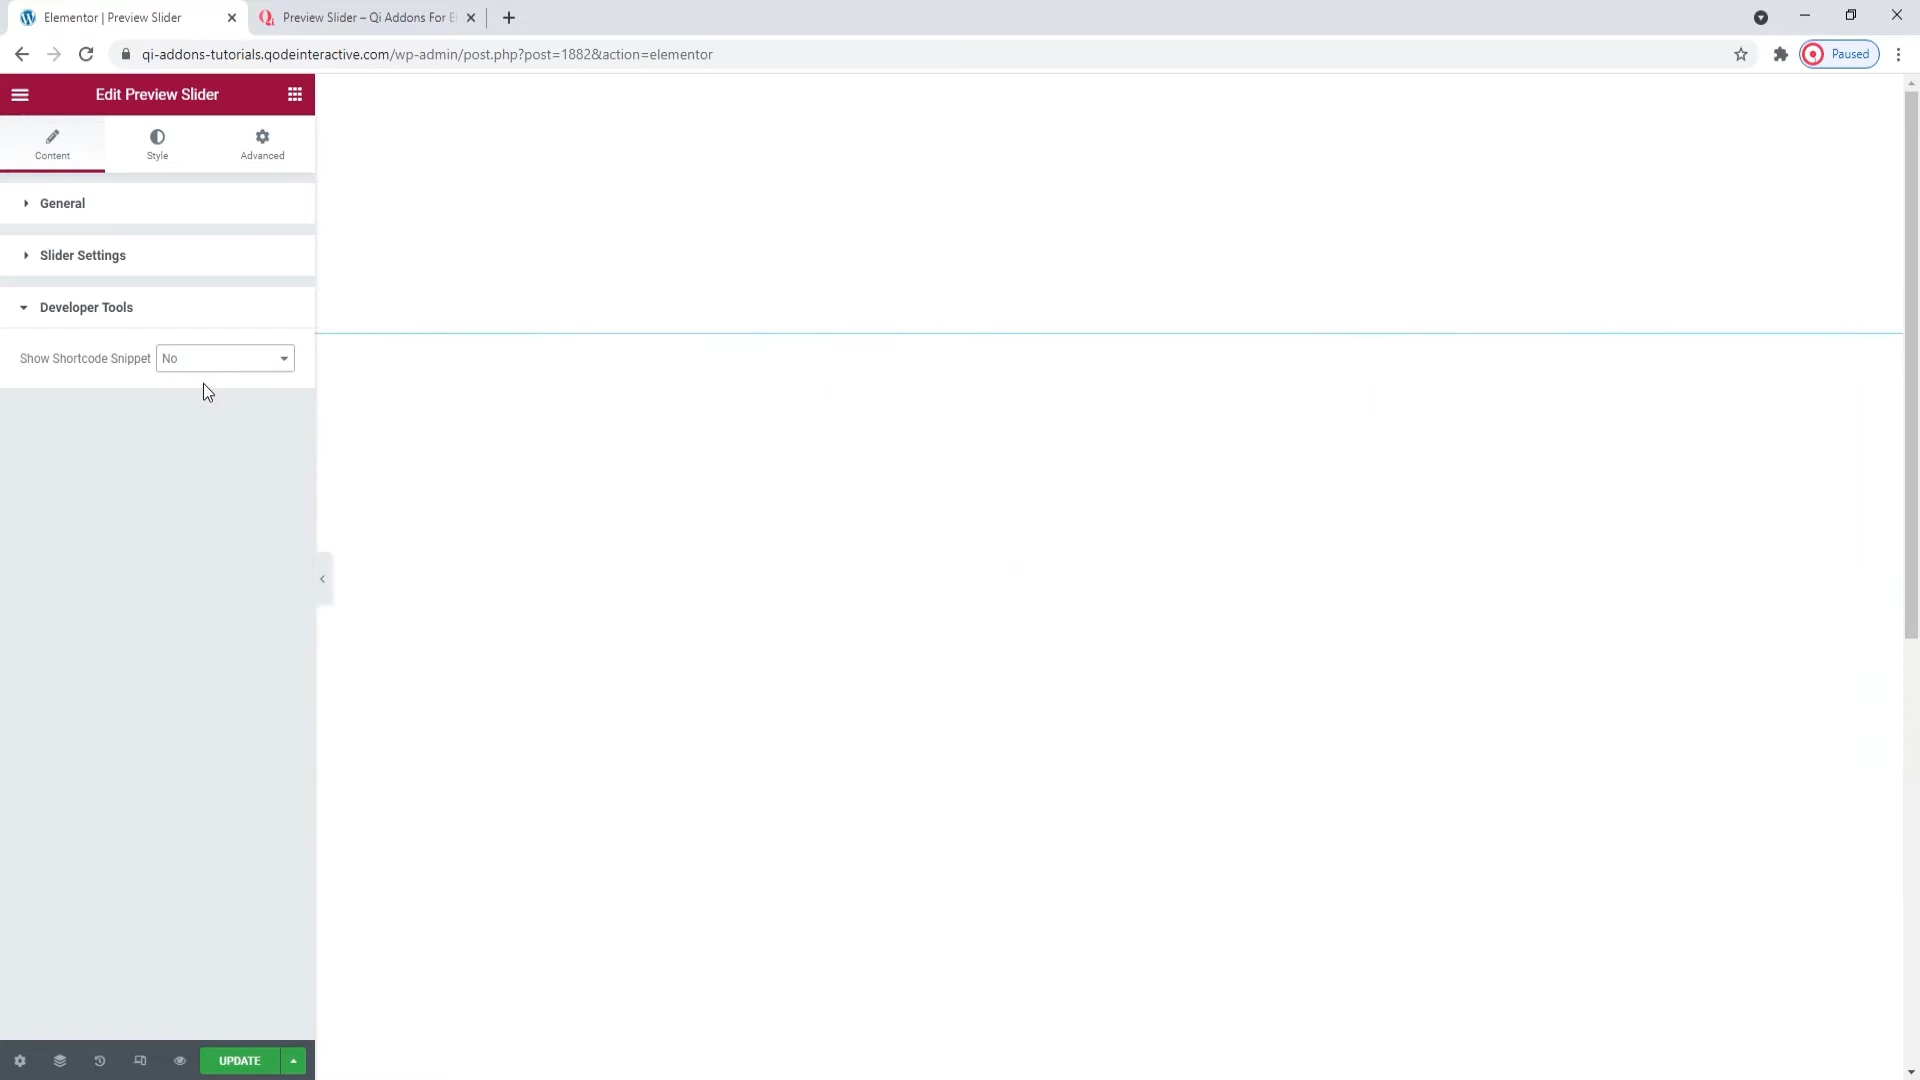 Elementor | Preview Slider
Preview Slider – Qi Addons For E
qi-addons-tutorials.qodeinteractive.com/wp-admin/post.php?post=1882&action=elementor
Paused
Edit Preview Slider
Content
Style
Advanced
General
Slider Settings
Developer Tools
Show Shortcode Snippet
No
UPDATE